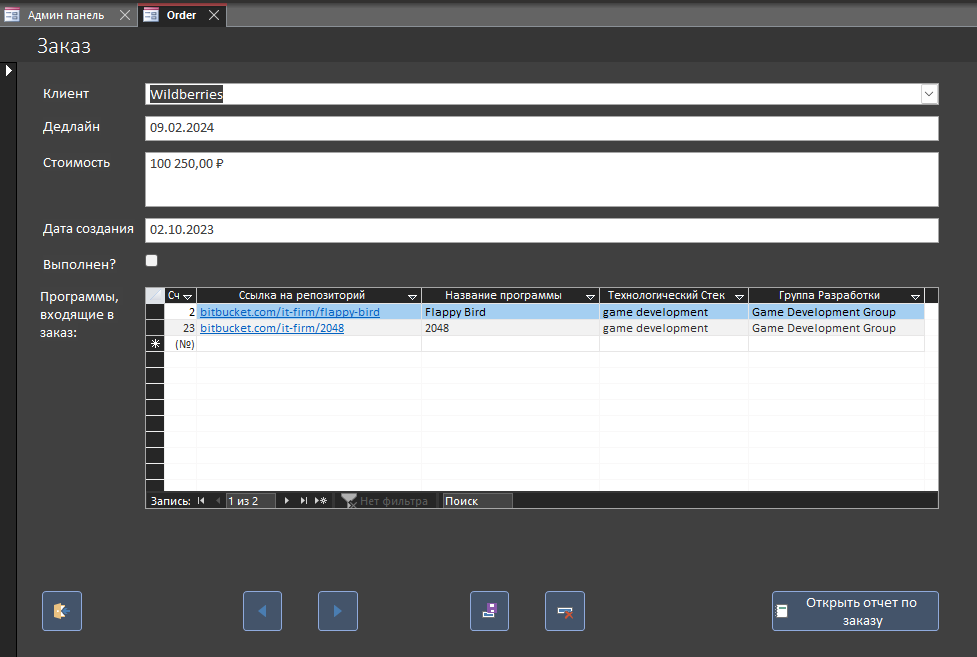 Админ панель
Order
Заказ
Клиент
Wildberries
Дедлайн
09.02.2024
Стоимость
100 250,00 ₽
Дата создания
02.10.2023
Выполнен?
Программы,
входящие в
заказ:
Сч Ссылка на репозиторий Название программы Технологический Стек Группа Разработки
2 bitbucket.com/it-firm/flappy-bird Flappy Bird game development Game Development Group
23 bitbucket.com/it-firm/2048 2048 game development Game Development Group
(№)
Запись: 1 из 2 Нет фильтра Поиск
Открыть отчет по
заказу